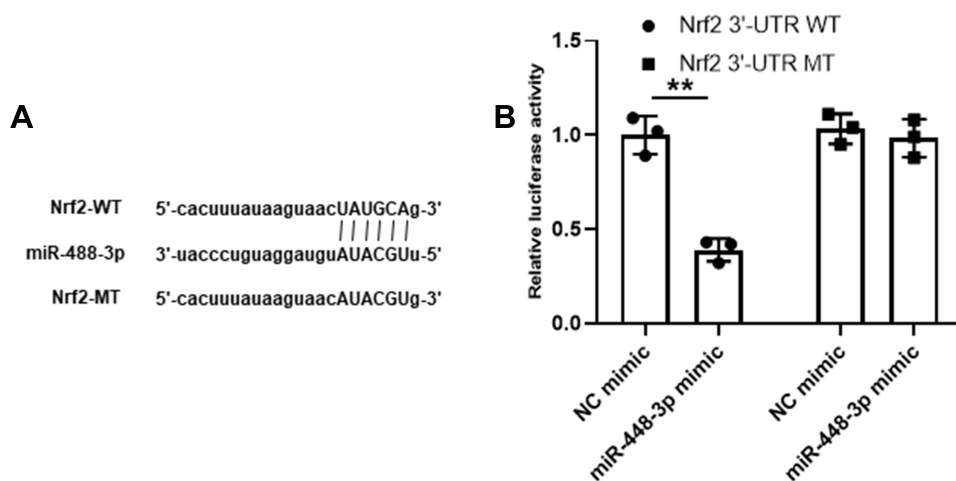 A
Nrf2-WT 5'-cacuuuauaaguaacUAUGCAg-3'
miR-488-3p 3'-uacccuguaggauguAUACGUu-5'
Nrf2-MT 5'-cacuuuauaaguaacAUACGUg-3'
B
Nrf2 3'-UTR WT
Nrf2 3'-UTR MT
**
Relative luciferase activity
1.5
1.0
0.5
0.0
NC mimic
miR-448-3p mimic
NC mimic
miR-448-3p mimic